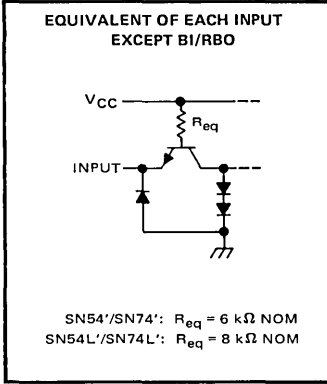 EQUIVALENT OF EACH INPUT
EXCEPT BI/RBO
VCC
Req
INPUT
SN54'/SN74': Req = 6 kΩ NOM
SN54L'/SN74L': Req = 8 kΩ NOM